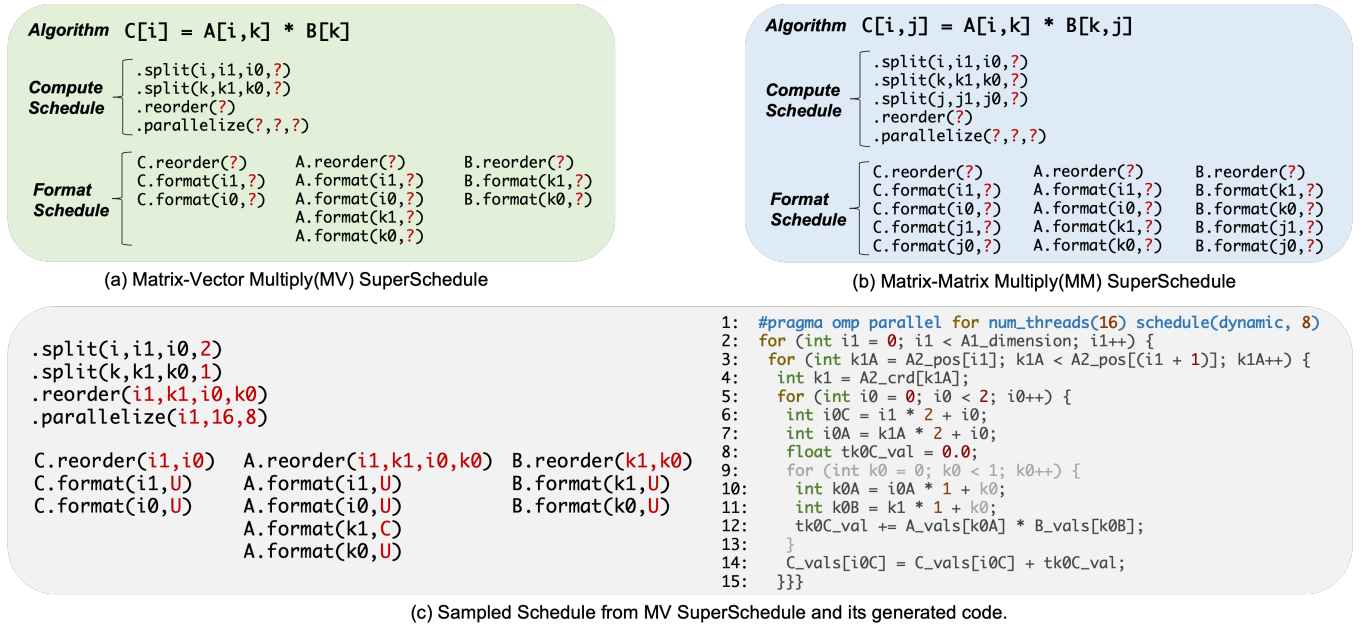 Algorithm C[i] = A[i,k] * B[k]
Compute Schedule
.split(i,i1,i0,?)
.split(k,k1,k0,?)
.reorder(?)
.parallelize(?,?,?)
Format Schedule
C.reorder(?) A.reorder(?) B.reorder(?)
C.format(i1,?) A.format(i1,?) B.format(k1,?)
C.format(i0,?) A.format(i0,?) B.format(k0,?)
A.format(k1,?)
A.format(k0,?)
(a) Matrix-Vector Multiply(MV) SuperSchedule
Algorithm C[i,j] = A[i,k] * B[k,j]
Compute Schedule
.split(i,i1,i0,?)
.split(k,k1,k0,?)
.split(j,j1,j0,?)
.reorder(?)
.parallelize(?,?,?)
Format Schedule
C.reorder(?) A.reorder(?) B.reorder(?)
C.format(i1,?) A.format(i1,?) B.format(k1,?)
C.format(i0,?) A.format(i0,?) B.format(k0,?)
C.format(j1,?) A.format(k1,?) B.format(j1,?)
C.format(j0,?) A.format(k0,?) B.format(j0,?)
(b) Matrix-Matrix Multiply(MM) SuperSchedule
.split(i,i1,i0,2)
.split(k,k1,k0,1)
.reorder(i1,k1,i0,k0)
.parallelize(i1,16,8)
C.reorder(i1,i0) A.reorder(i1,k1,i0,k0) B.reorder(k1,k0)
C.format(i1,U) A.format(i1,U) B.format(k1,U)
C.format(i0,U) A.format(i0,U) B.format(k0,U)
A.format(k1,C)
A.format(k0,U)
1: #pragma omp parallel for num_threads(16) schedule(dynamic, 8)
2: for (int i1 = 0; i1 < A1_dimension; i1++) {
3: for (int k1A = A2_pos[i1]; k1A < A2_pos[(i1 + 1)]; k1A++) {
4: int k1 = A2_crd[k1A];
5: for (int i0 = 0; i0 < 2; i0++) {
6: int i0C = i1 * 2 + i0;
7: int i0A = k1A * 2 + i0;
8: float tk0C_val = 0.0;
9: for (int k0 = 0; k0 < 1; k0++) {
10: int k0A = i0A * 1 + k0;
11: int k0B = k1 * 1 + k0;
12: tk0C_val += A_vals[k0A] * B_vals[k0B];
13: }
14: C_vals[i0C] = C_vals[i0C] + tk0C_val;
15: }}}
(c) Sampled Schedule from MV SuperSchedule and its generated code.